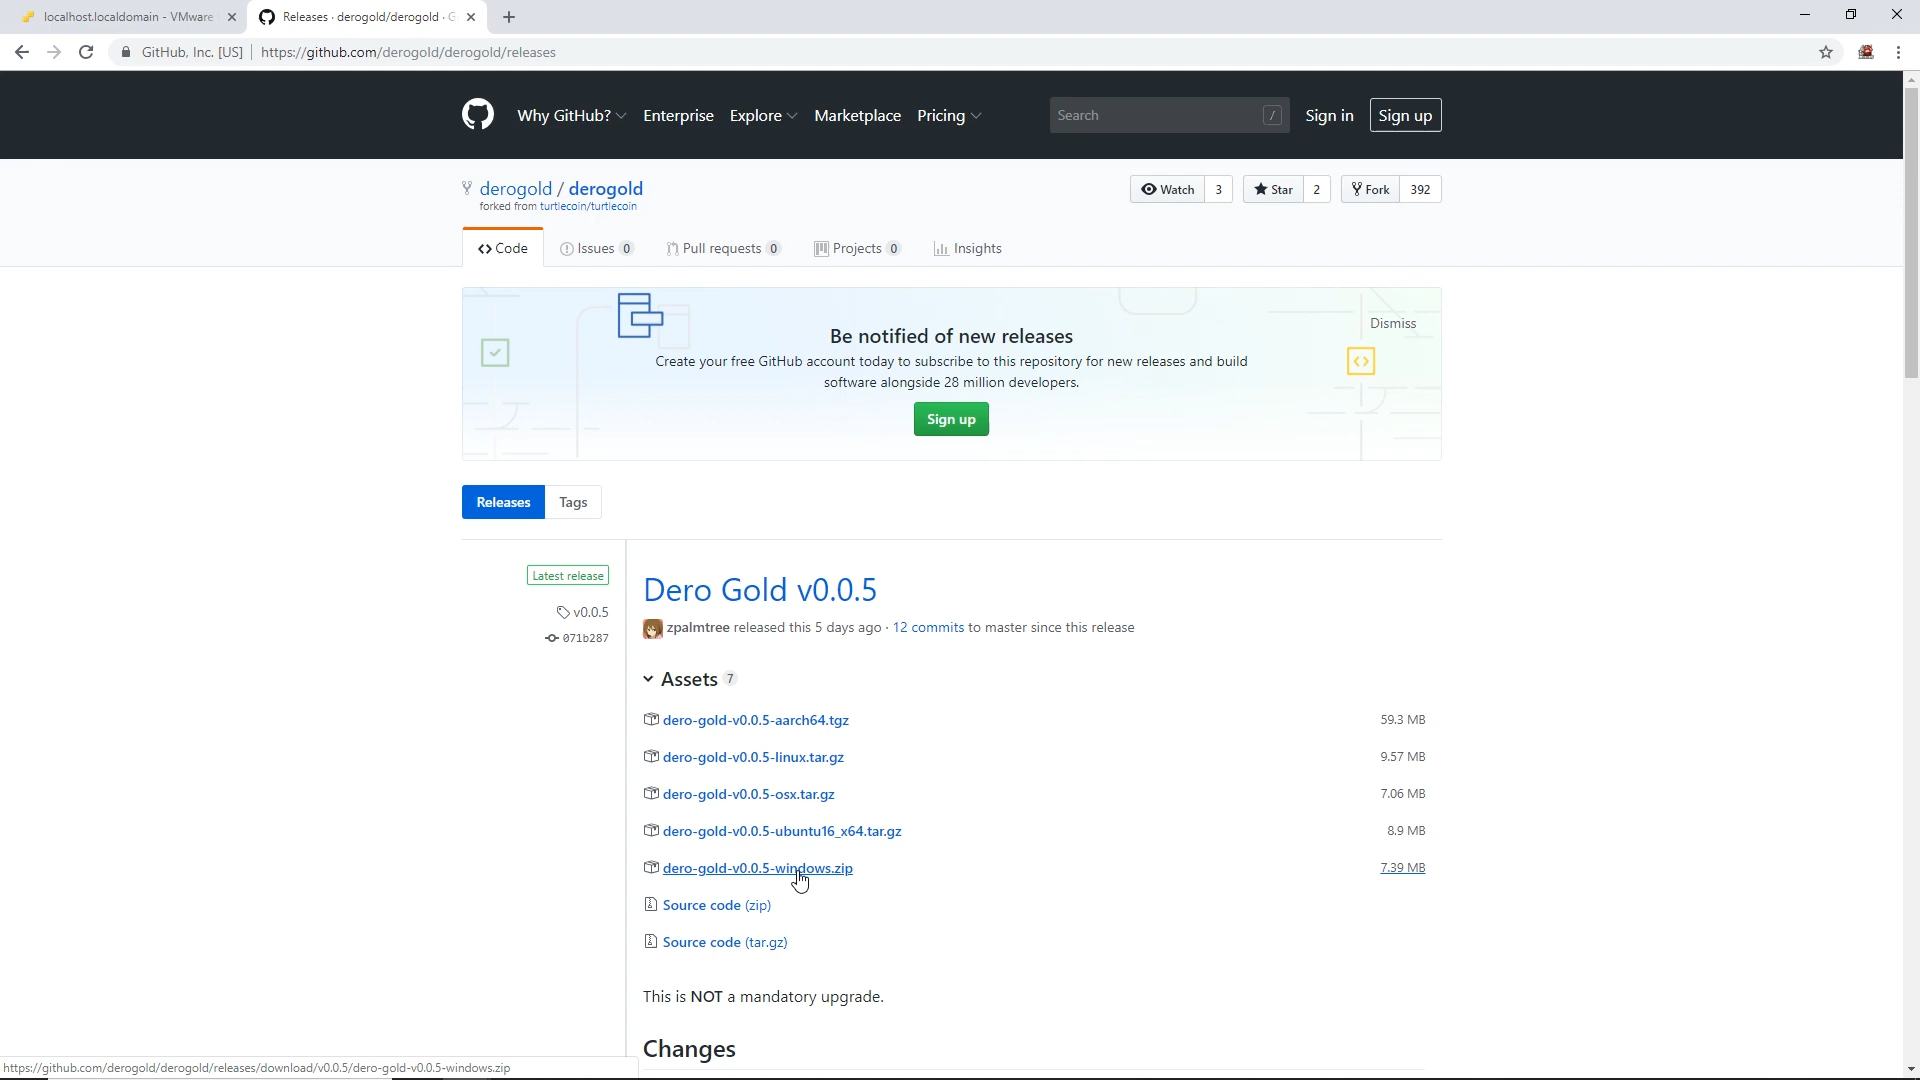 localhost.localdomain - VMware
Releases · derogold/derogold · G
GitHub, Inc. [US] | https://github.com/derogold/derogold/releases
Why GitHub? Enterprise Explore Marketplace Pricing Search / Sign in Sign up
derogold / derogold
forked from turtlecoin/turtlecoin
Watch 3 Star 2 Fork 392
Code Issues 0 Pull requests 0 Projects 0 Insights
Be notified of new releases
Dismiss
Create your free GitHub account today to subscribe to this repository for new releases and build
software alongside 28 million developers.
Sign up
Releases Tags
Latest release
v0.0.5
071b287
Dero Gold v0.0.5
zpalmtree released this 5 days ago · 12 commits to master since this release
Assets 7
dero-gold-v0.0.5-aarch64.tgz 59.3 MB
dero-gold-v0.0.5-linux.tar.gz 9.57 MB
dero-gold-v0.0.5-osx.tar.gz 7.06 MB
dero-gold-v0.0.5-ubuntu16_x64.tar.gz 8.9 MB
dero-gold-v0.0.5-windows.zip 7.39 MB
Source code (zip)
Source code (tar.gz)
This is NOT a mandatory upgrade.
Changes
https://github.com/derogold/derogold/releases/download/v0.0.5/dero-gold-v0.0.5-windows.zip